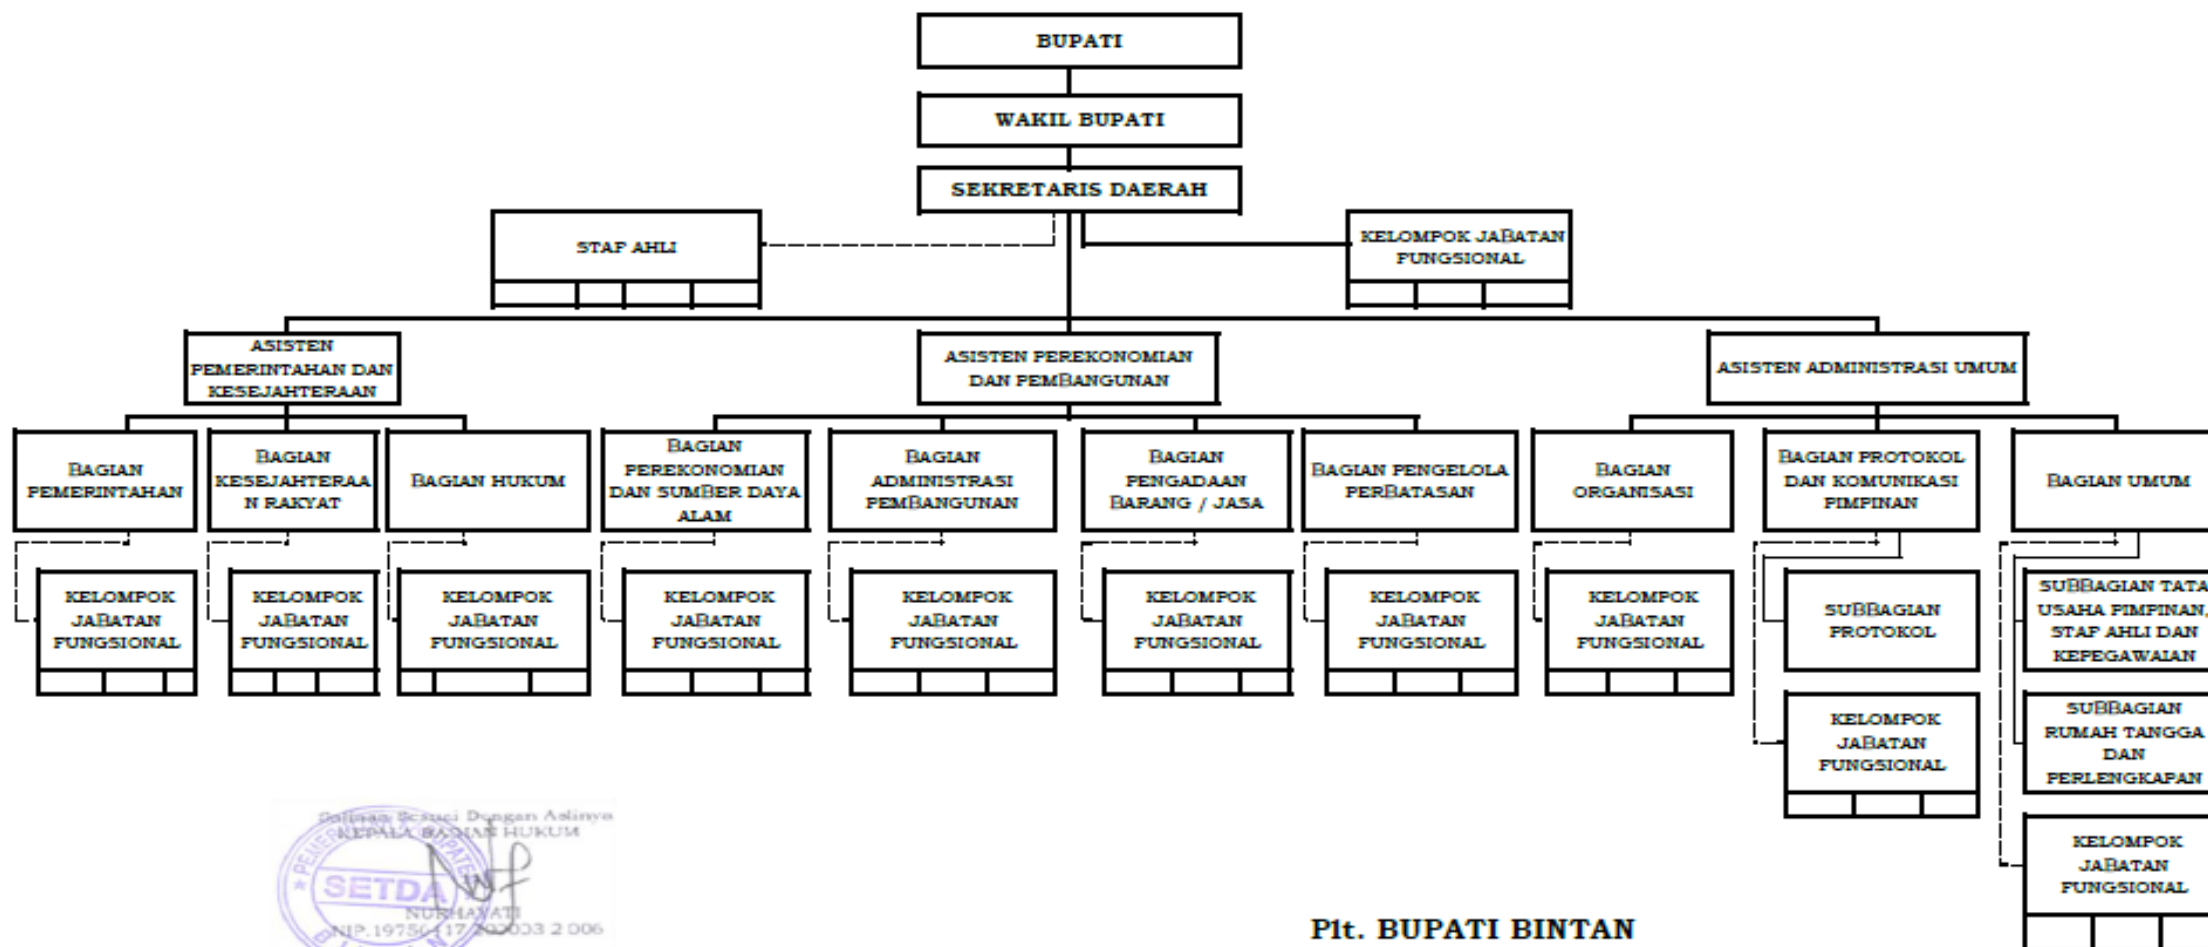 BUPATI
WAKIL BUPATI
SEKRETARIS DAERAH
STAF AHLI
KELOMPOK JABATAN
FUNGSIONAL
ASISTEN
PEMERINTAHAN DAN
KESEJAHTERAAN
ASISTEN PEREKONOMIAN
DAN PEMBANGUNAN
ASISTEN ADMINISTRASI UMUM
BAGIAN
PEMERINTAHAN
BAGIAN
KESEJAHTERAA
N RAKYAT
BAGIAN HUKUM
BAGIAN
PEREKONOMIAN
DAN SUMBER DAYA
ALAM
BAGIAN
ADMINISTRASI
PEMBANGUNAN
BAGIAN
PENGADAAN
BARANG / JASA
BAGIAN PENGELOLA
PERBATASAN
BAGIAN
ORGANISASI
BAGIAN PROTOKOL
DAN KOMUNIKASI
PIMPINAN
BAGIAN UMUM
KELOMPOK
JABATAN
FUNGSIONAL
KELOMPOK
JABATAN
FUNGSIONAL
KELOMPOK
JABATAN
FUNGSIONAL
KELOMPOK
JABATAN
FUNGSIONAL
KELOMPOK
JABATAN
FUNGSIONAL
KELOMPOK
JABATAN
FUNGSIONAL
KELOMPOK
JABATAN
FUNGSIONAL
KELOMPOK
JABATAN
FUNGSIONAL
SUBBAGIAN
PROTOKOL
SUBBAGIAN TATA
USAHA PIMPINAN,
STAF AHLI DAN
KEPEGAWAIAN
KELOMPOK
JABATAN
FUNGSIONAL
SUBBAGIAN
RUMAH TANGGA
DAN
PERLENGKAPAN
KELOMPOK
JABATAN
FUNGSIONAL
Salinan Sesuai Dengan Aslinya
KEPALA BAGIAN HUKUM
SETDA
NURHAYATI
Plt. BUPATI BINTAN